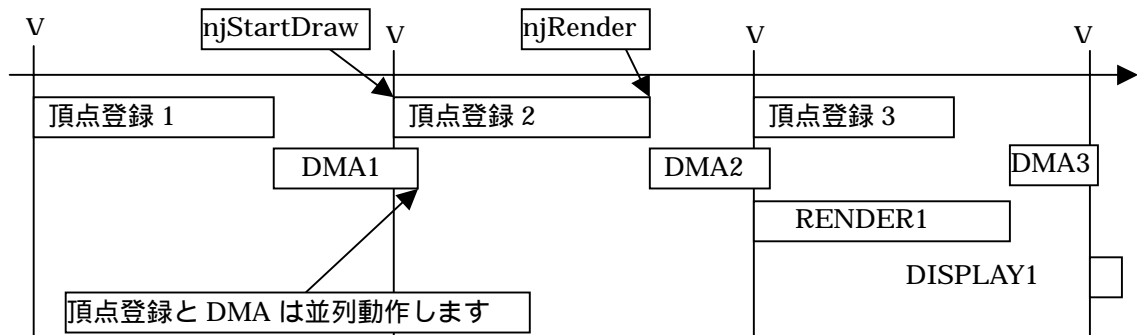 njStartDraw
njRender
V
V
V
V
頂点登録 1
頂点登録 2
頂点登録 3
DMA1
DMA2
DMA3
RENDER1
DISPLAY1
頂点登録と DMA は並列動作します